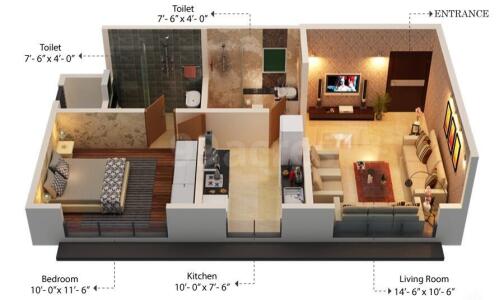 Toilet
7'- 6" x 4'- 0"
ENTRANCE
Toilet
7'- 6" x 4'- 0"
Bedroom
10'- 0" x 11'- 6"
Kitchen
10'- 0" x 7'- 6"
Living Room
14'- 6" x 10'- 6"